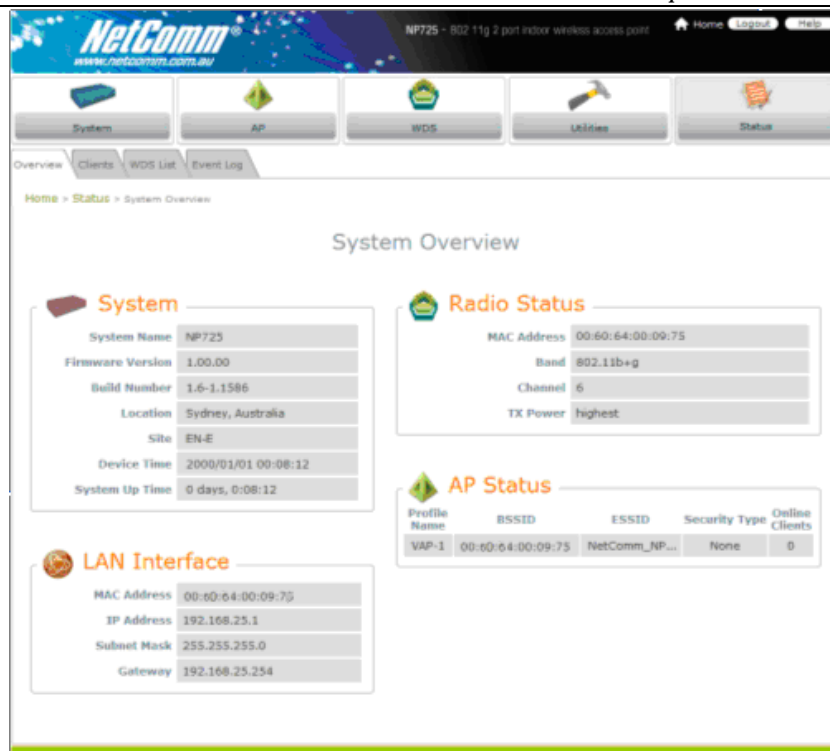 NetComm®
www.netcomm.com.au
NP725 - 802 11g 2 port indoor wireless access point
Home Logout Help
System AP WDS Utilities Status
Overview Clients WDS List Event Log
Home > Status > System Overview
System Overview
System
System Name NP725
Firmware Version 1.00.00
Build Number 1.6-1.1586
Location Sydney, Australia
Site EN-E
Device Time 2000/01/01 00:08:12
System Up Time 0 days, 0:08:12
LAN Interface
MAC Address 00:60:64:00:09:75
IP Address 192.168.25.1
Subnet Mask 255.255.255.0
Gateway 192.168.25.254
Radio Status
MAC Address 00:60:64:00:09:75
Band 802.11b+g
Channel 6
TX Power highest
AP Status
Profile Name BSSID ESSID Security Type Online Clients
VAP-1 00:60:64:00:09:75 NetComm_NP... None 0